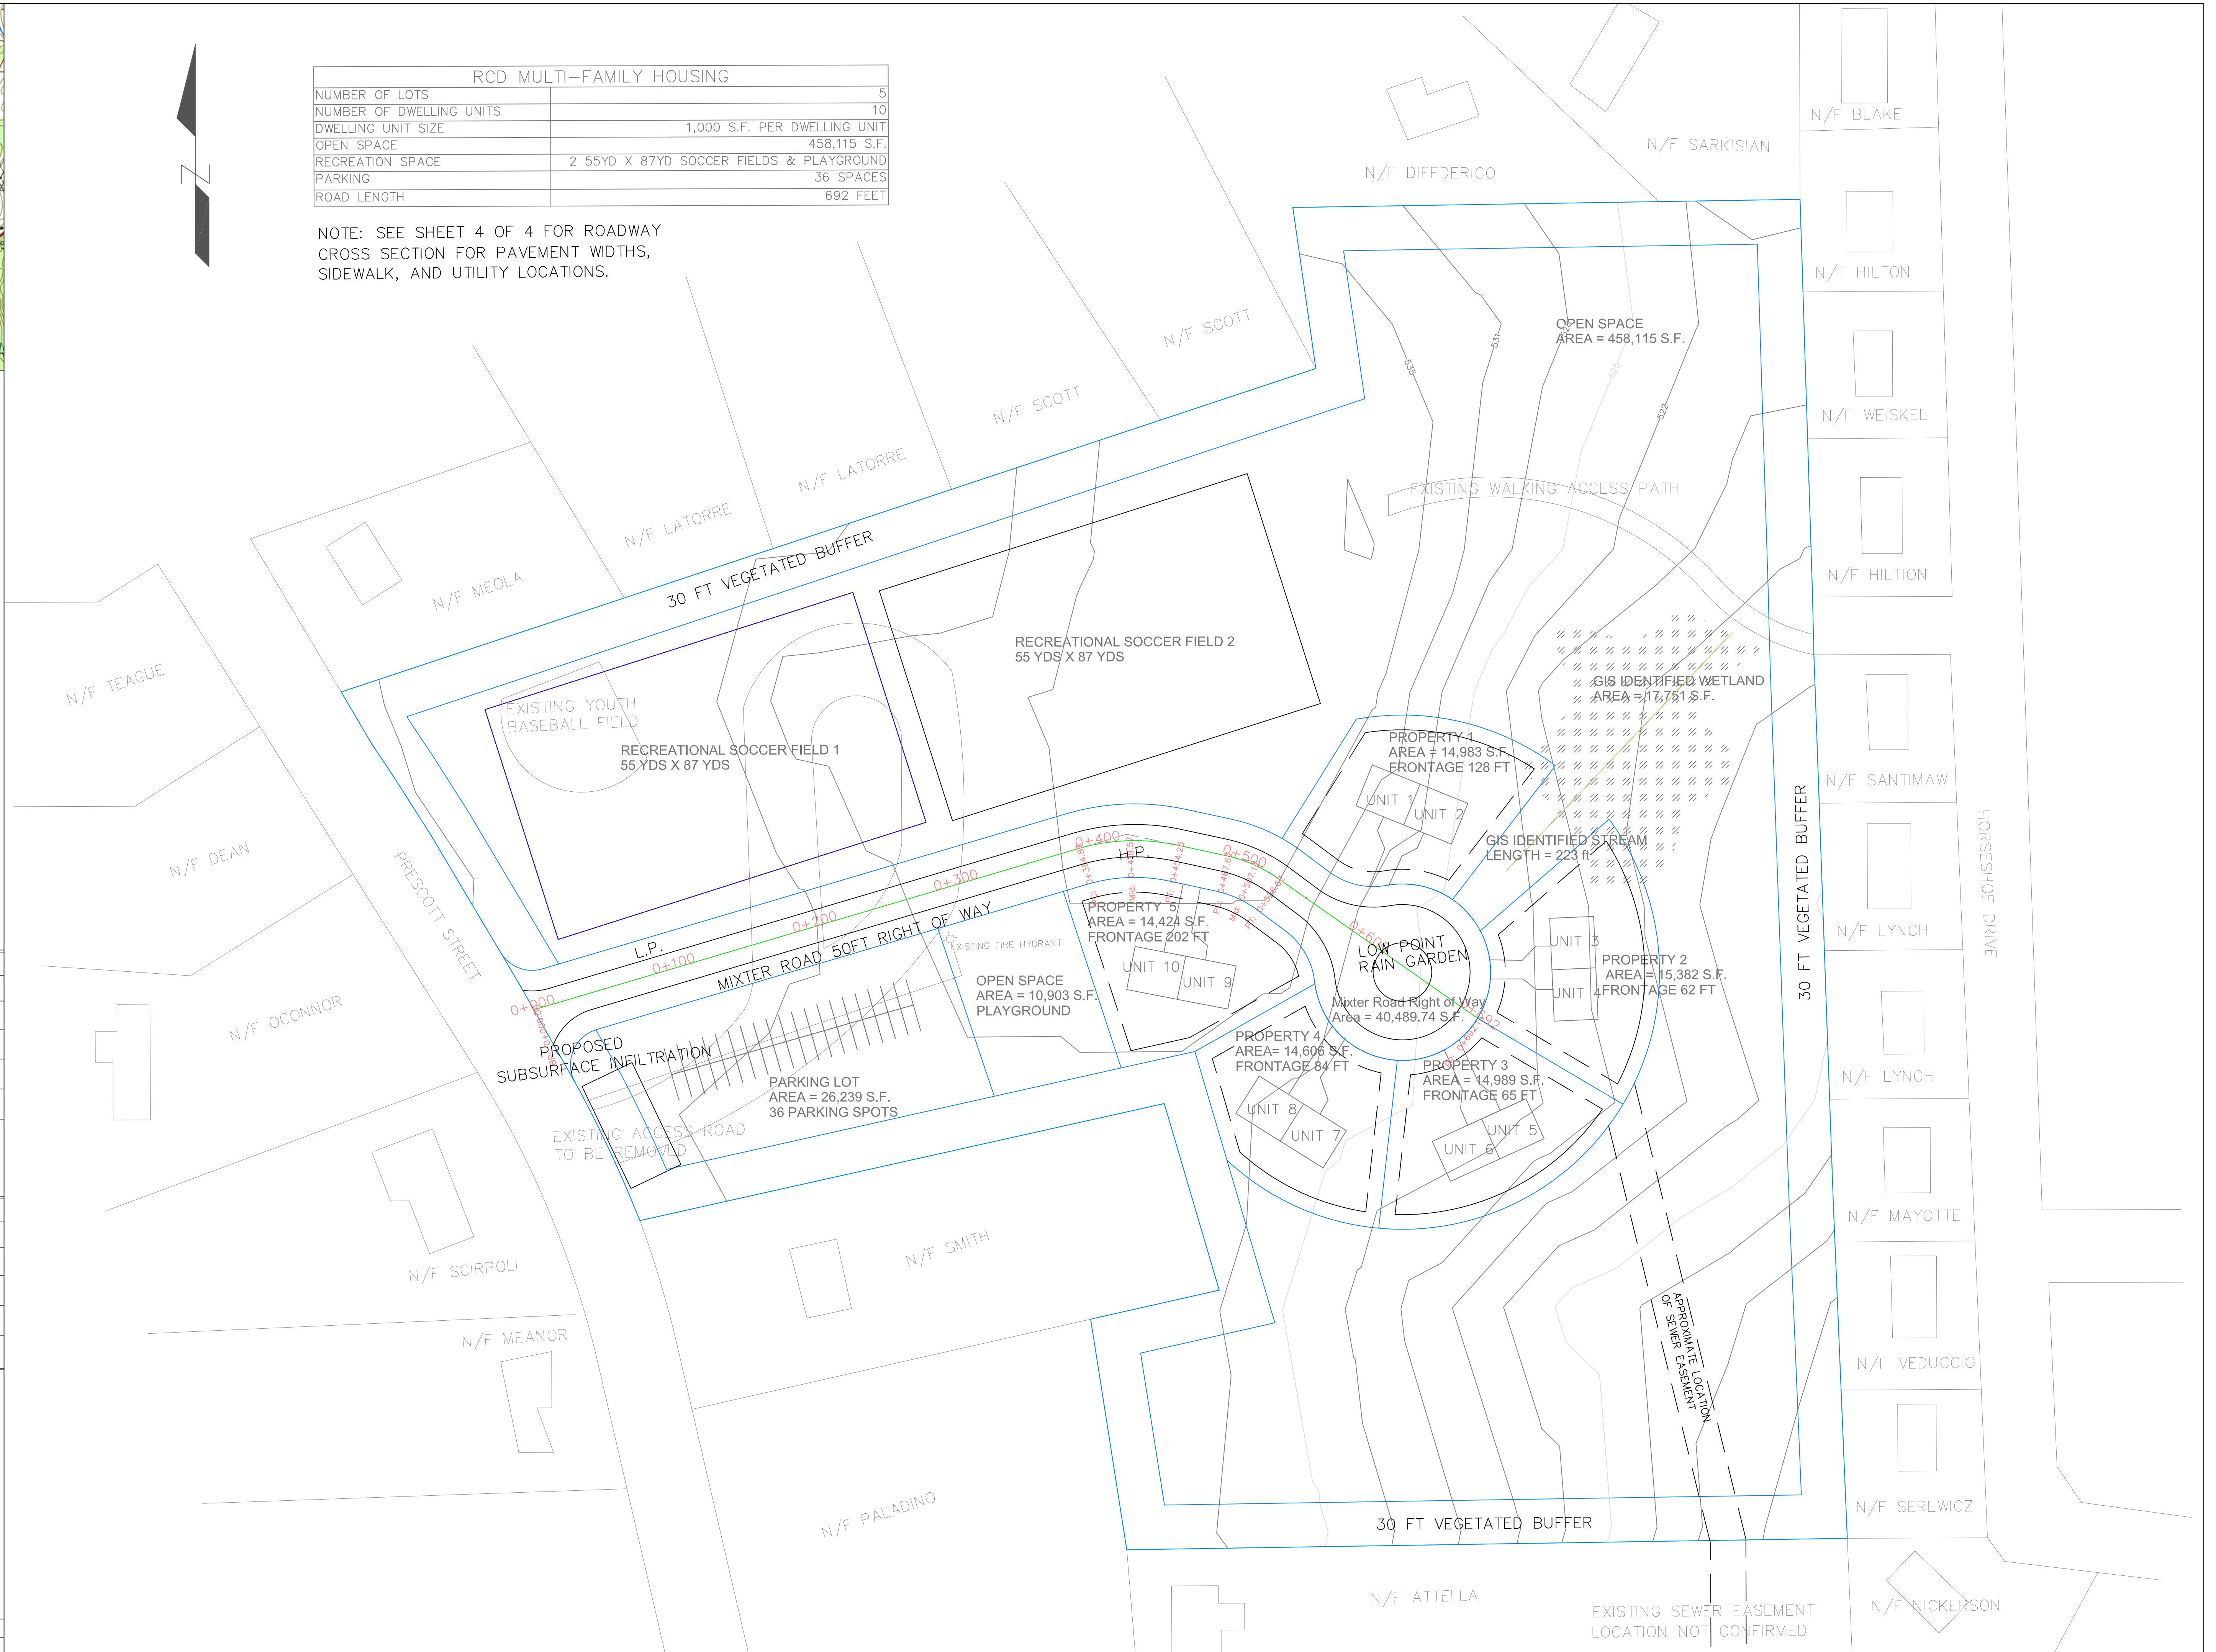 RCD MULTI-FAMILY HOUSING
NUMBER OF LOTS 5
NUMBER OF DWELLING UNITS 10
DWELLING UNIT SIZE 1,000 S.F. PER DWELLING UNIT
OPEN SPACE 458,115 S.F.
RECREATION SPACE 2 55YD X 87YD SOCCER FIELDS & PLAYGROUND
PARKING 36 SPACES
ROAD LENGTH 692 FEET
NOTE: SEE SHEET 4 OF 4 FOR ROADWAY
CROSS SECTION FOR PAVEMENT WIDTHS,
SIDEWALK, AND UTILITY LOCATIONS.
N
N/F BLAKE
N/F SARKISIAN
N/F DIFEDERICO
N/F HILTON
N/F SCOTT
OPEN SPACE
AREA = 458,115 S.F.
531
535
525
522
N/F SCOTT
N/F WEISKEL
N/F LATORRE
EXISTING WALKING ACCESS PATH
N/F LATORRE
30 FT VEGETATED BUFFER
N/F HILTION
N/F MEOLA
RECREATIONAL SOCCER FIELD 2
55 YDS X 87 YDS
N/F TEAGUE
GIS IDENTIFIED WETLAND
AREA = 17,751 S.F.
EXISTING YOUTH
BASEBALL FIELD
RECREATIONAL SOCCER FIELD 1
55 YDS X 87 YDS
PROPERTY 1
AREA = 14,983 S.F.
FRONTAGE 128 FT
UNIT 1
UNIT 2
N/F SANTIMAW
HORSESHOE DRIVE
30 FT VEGETATED BUFFER
GIS IDENTIFIED STREAM
LENGTH = 223 ft
N/F DEAN
PRESCOTT STREET
0+000
0+100
0+200
0+300
0+400
0+500
L.P.
H.P.
MIXTER ROAD 50FT RIGHT OF WAY
EXISTING FIRE HYDRANT
PROPERTY 5
AREA = 14,424 S.F.
FRONTAGE 202 FT
UNIT 10
UNIT 9
LOW POINT
RAIN GARDEN
N/F LYNCH
UNIT 3
UNIT 4
PROPERTY 2
AREA = 15,382 S.F.
FRONTAGE 62 FT
OPEN SPACE
AREA = 10,903 S.F.
PLAYGROUND
Mixter Road Right of Way
Area = 40,489.74 S.F.
N/F OCONNOR
PROPOSED
SUBSURFACE INFILTRATION
PARKING LOT
AREA = 26,239 S.F.
36 PARKING SPOTS
PROPERTY 4
AREA= 14,606 S.F.
FRONTAGE 84 FT
UNIT 8
UNIT 7
PROPERTY 3
AREA = 14,989 S.F.
FRONTAGE 65 FT
UNIT 5
UNIT 6
N/F LYNCH
EXISTING ACCESS ROAD
TO BE REMOVED
N/F MAYOTTE
N/F SCIRPOLI
N/F SMITH
APPROXIMATE LOCATION
OF SEWER EASEMENT
N/F MEANOR
N/F VEDUCCIO
N/F PALADINO
30 FT VEGETATED BUFFER
N/F SEREWICZ
N/F ATTELLA
EXISTING SEWER EASEMENT
LOCATION NOT CONFIRMED
N/F NICKERSON